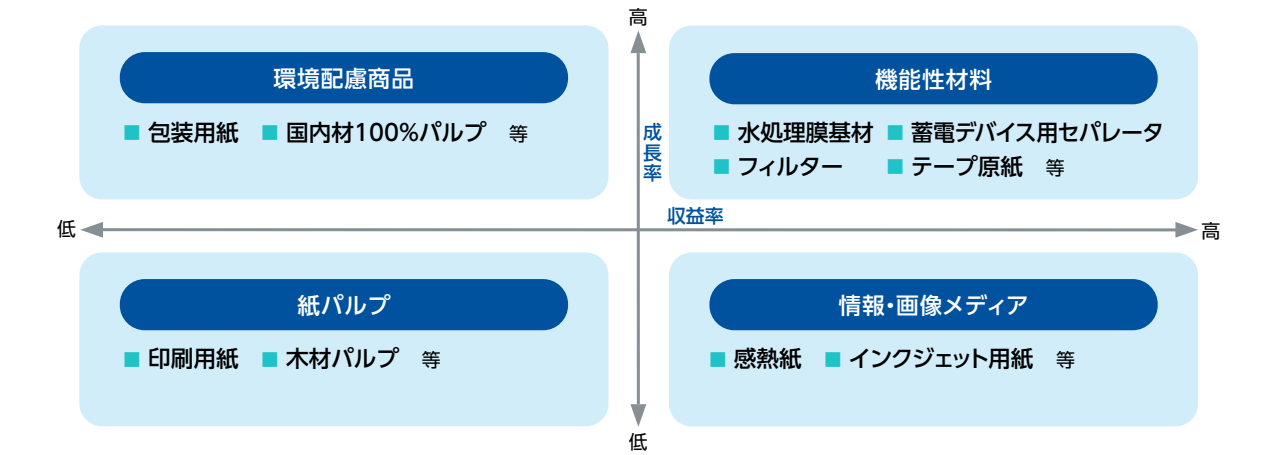 高
環境配慮商品
■ 包装用紙 ■ 国内材100%パルプ 等
機能性材料
■ 水処理膜基材 ■ 蓄電デバイス用セパレータ
■ フィルター ■ テープ原紙 等
成長率
収益率
低
高
紙パルプ
■ 印刷用紙 ■ 木材パルプ 等
情報・画像メディア
■ 感熱紙 ■ インクジェット用紙 等
低